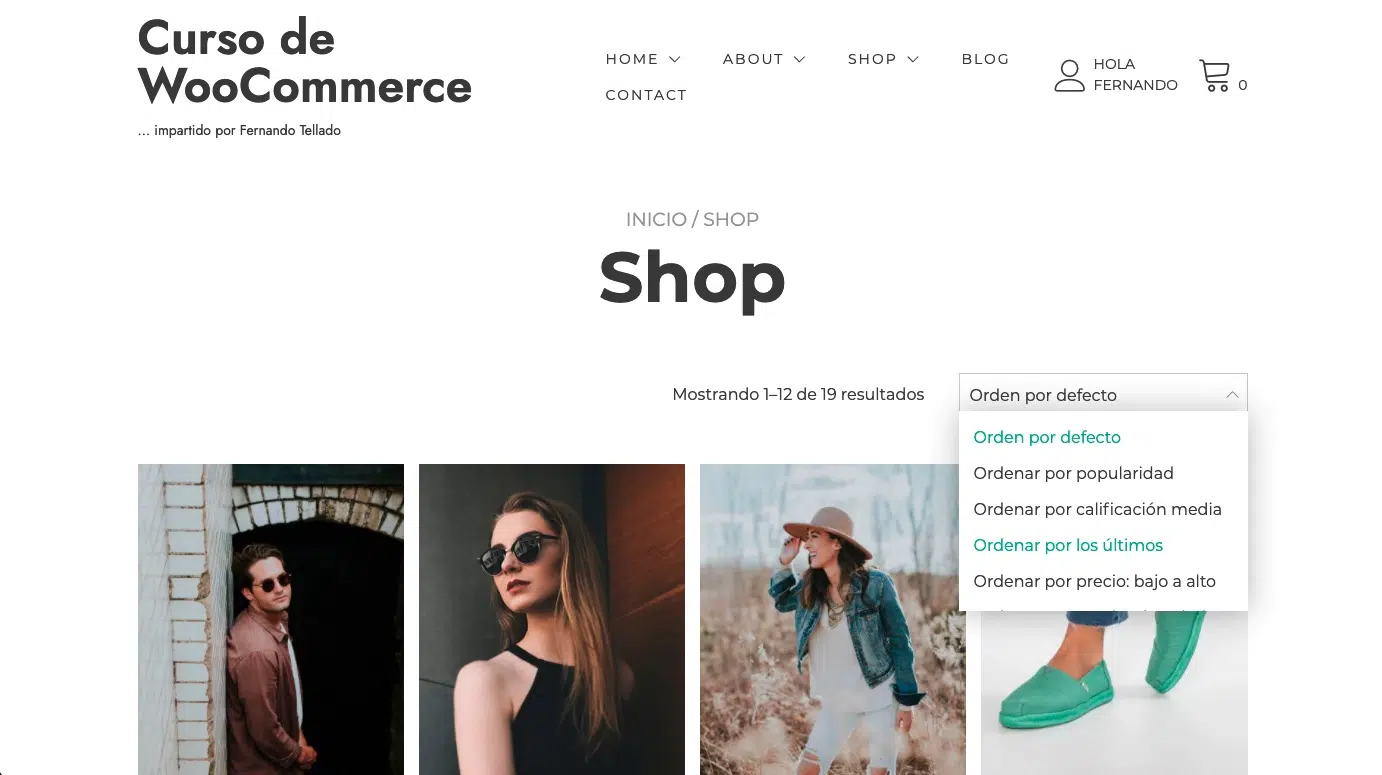 Curso de
WooCommerce
... impartido por Fernando Tellado
HOME
ABOUT
SHOP
BLOG
CONTACT
HOLA
FERNANDO
0
INICIO / SHOP
Shop
Mostrando 1–12 de 19 resultados
Orden por defecto
Orden por defecto
Ordenar por popularidad
Ordenar por calificación media
Ordenar por los últimos
Ordenar por precio: bajo a alto